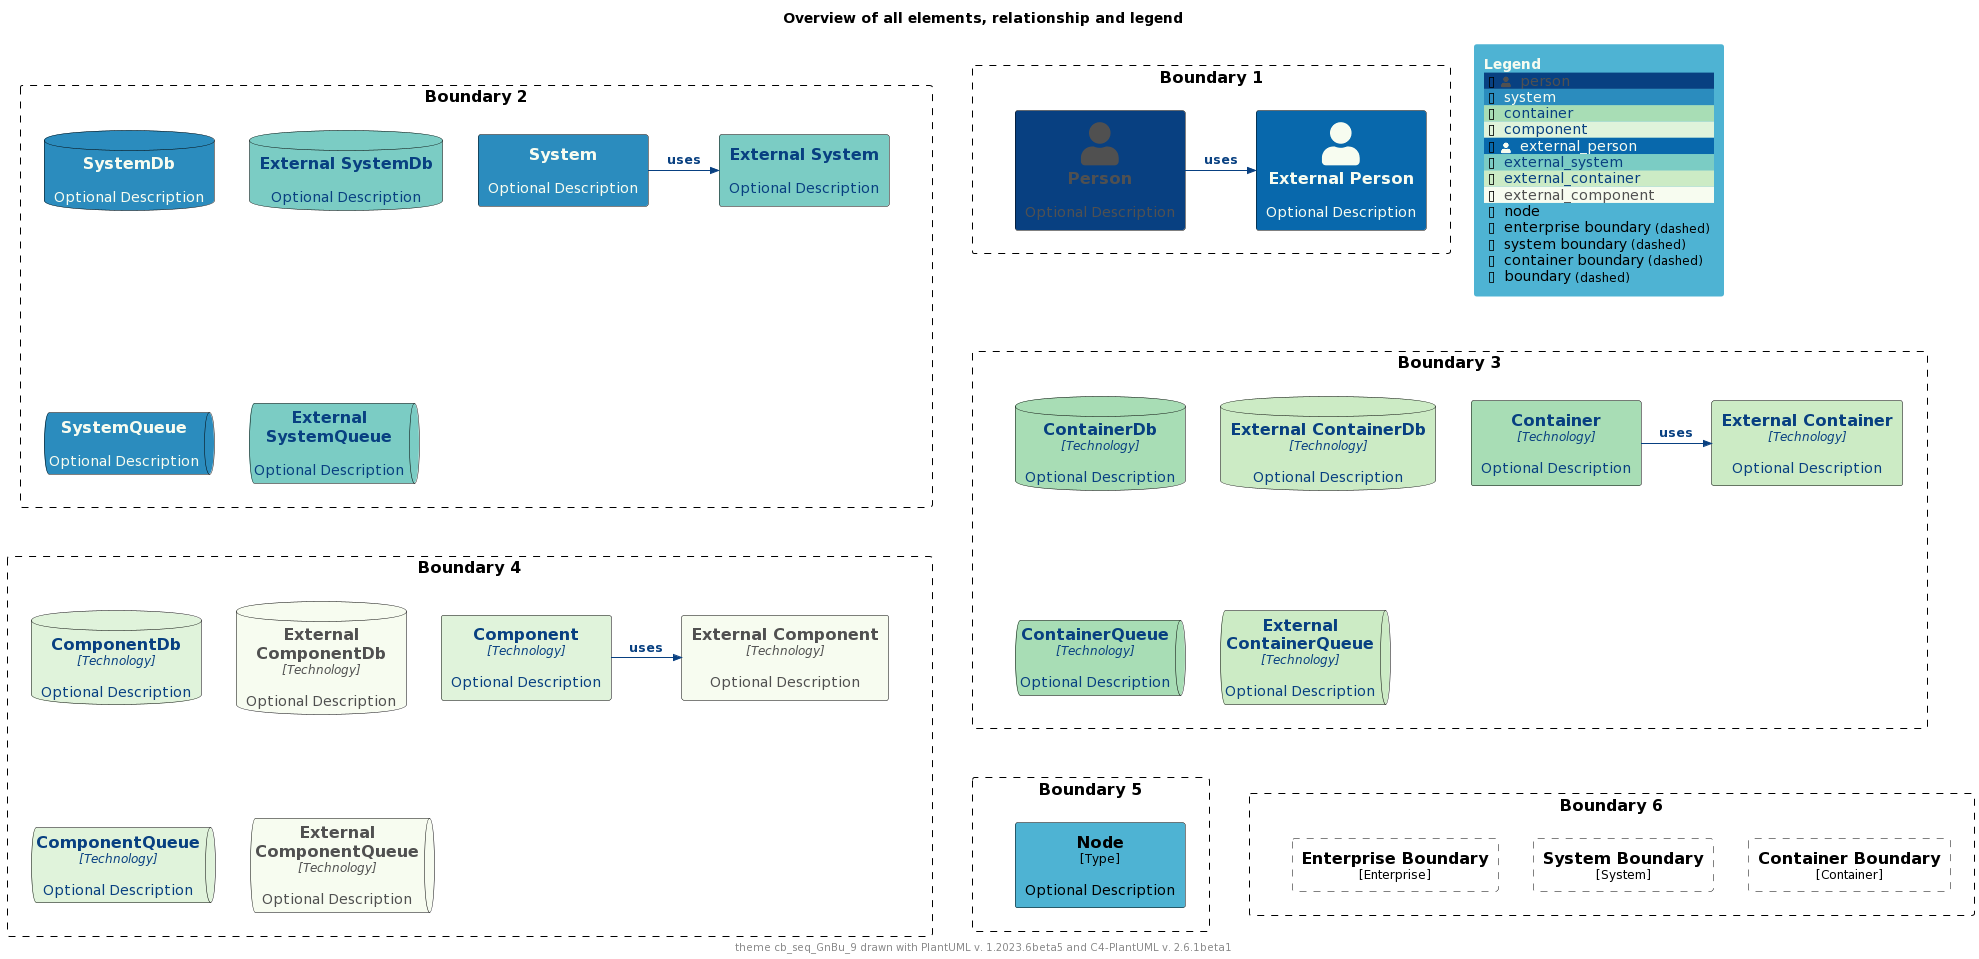 Overview of all elements, relationship and legend
Boundary 2
SystemDb
Optional Description
External SystemDb
Optional Description
System
Optional Description
uses
External System
Optional Description
SystemQueue
Optional Description
External
SystemQueue
Optional Description
Boundary 1
Person
Optional Description
uses
External Person
Optional Description
Legend
person
system
container
component
external_person
external_system
external_container
external_component
node
enterprise boundary (dashed)
system boundary (dashed)
container boundary (dashed)
boundary (dashed)
Boundary 3
ContainerDb
[Technology]
Optional Description
External ContainerDb
[Technology]
Optional Description
Container
[Technology]
Optional Description
uses
External Container
[Technology]
Optional Description
ContainerQueue
[Technology]
Optional Description
External
ContainerQueue
[Technology]
Optional Description
Boundary 4
ComponentDb
[Technology]
Optional Description
External
ComponentDb
[Technology]
Optional Description
Component
[Technology]
Optional Description
uses
External Component
[Technology]
Optional Description
ComponentQueue
[Technology]
Optional Description
External
ComponentQueue
[Technology]
Optional Description
Boundary 5
Node
[Type]
Optional Description
Boundary 6
Enterprise Boundary
[Enterprise]
System Boundary
[System]
Container Boundary
[Container]
theme cb_seq_GnBu_9 drawn with PlantUML v. 1.2023.6beta5 and C4-PlantUML v. 2.6.1beta1